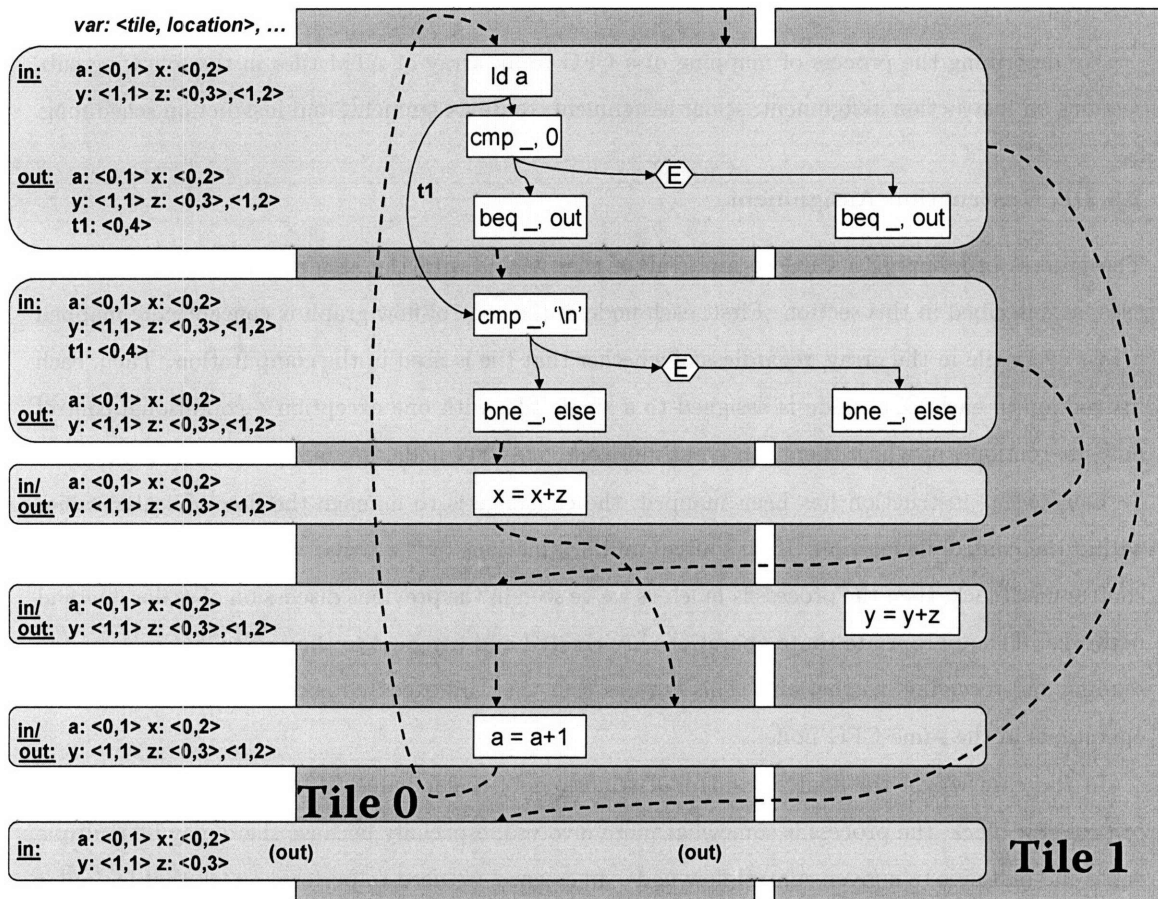 var: <tile, location>, …
in: a: <0,1> x: <0,2>
y: <1,1> z: <0,3>,<1,2>
ld a
cmp _, 0
E
t1
out: a: <0,1> x: <0,2>
y: <1,1> z: <0,3>,<1,2>
t1: <0,4>
beq _, out
beq _, out
in: a: <0,1> x: <0,2>
y: <1,1> z: <0,3>,<1,2>
t1: <0,4>
cmp _, ‘\n’
E
out: a: <0,1> x: <0,2>
y: <1,1> z: <0,3>,<1,2>
bne _, else
bne _, else
in/ a: <0,1> x: <0,2>
out: y: <1,1> z: <0,3>,<1,2>
x = x+z
in/ a: <0,1> x: <0,2>
out: y: <1,1> z: <0,3>,<1,2>
y = y+z
in/ a: <0,1> x: <0,2>
out: y: <1,1> z: <0,3>,<1,2>
a = a+1
Tile 0
in: a: <0,1> x: <0,2>
y: <1,1> z: <0,3>
(out)
(out)
Tile 1